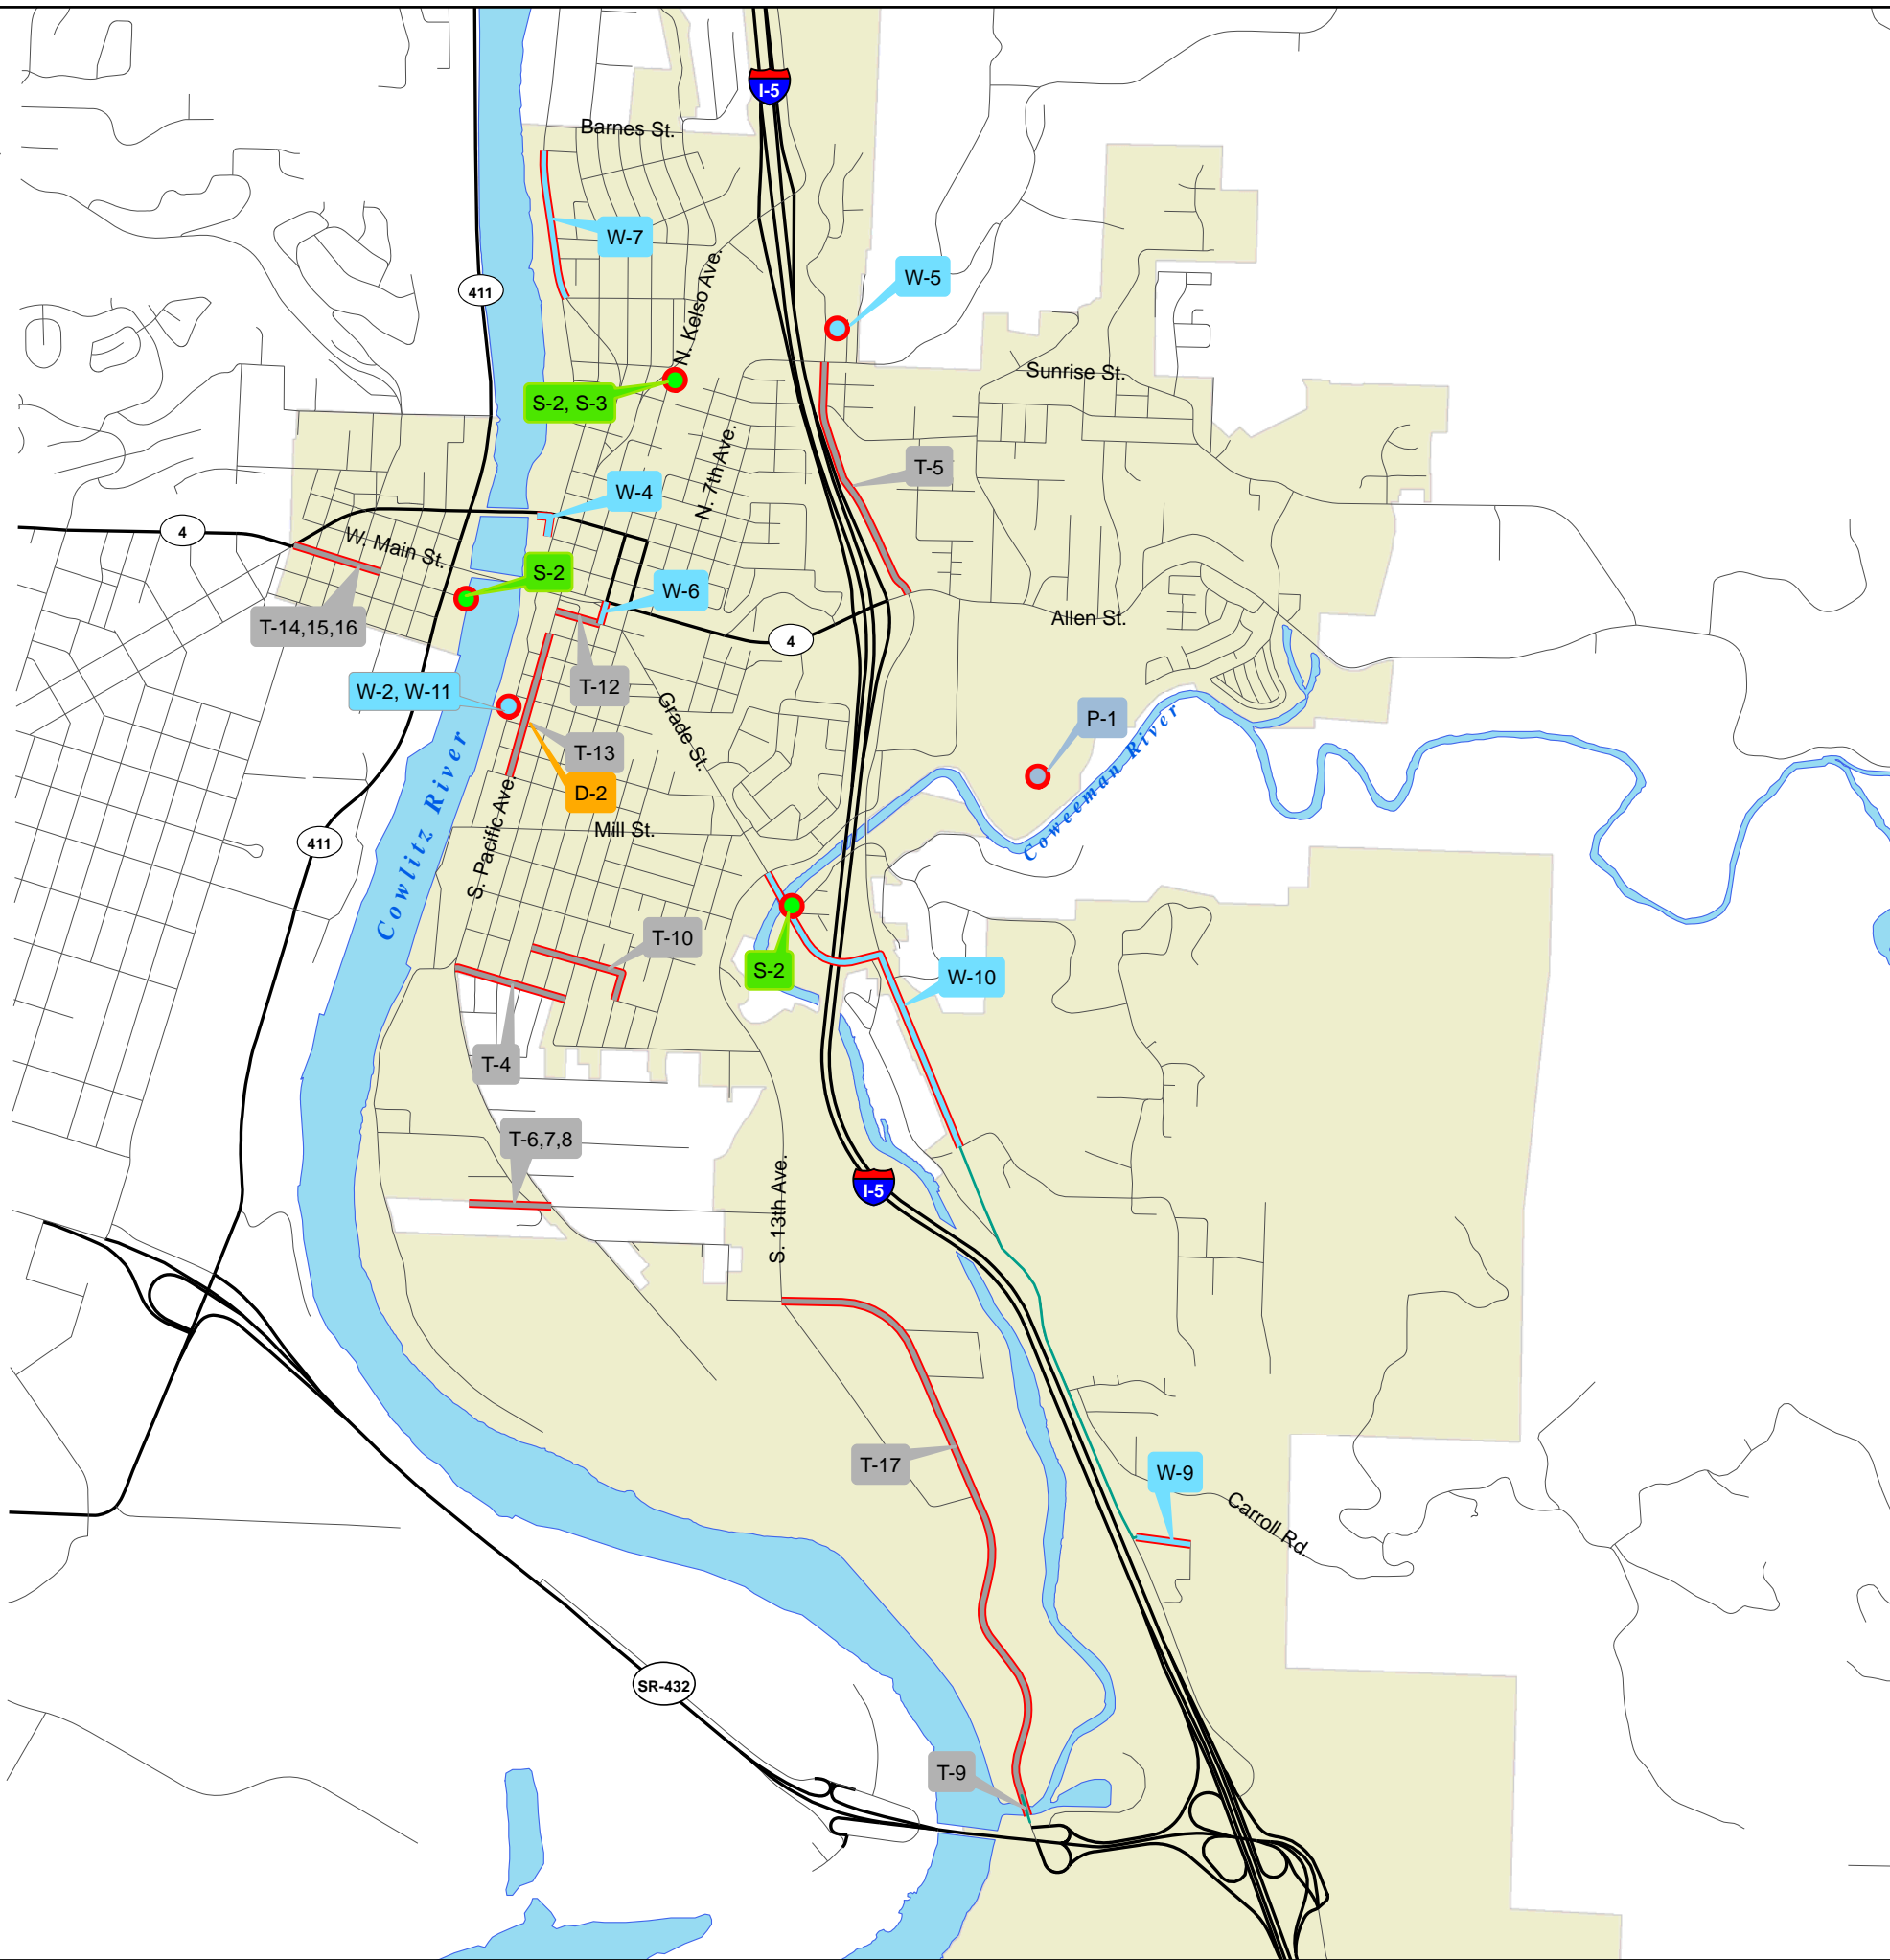 I-5
Barnes St.
W-7
W-5
411
N. Kelso Ave.
Sunrise St.
S-2, S-3
N. 7th Ave.
T-5
W-4
4
W. Main St.
S-2
W-6
T-14,15,16
Allen St.
4
T-12
W-2, W-11
Grade St.
P-1
Coweeman River
T-13
D-2
Cowlitz River
S. Pacific Ave.
Mill St.
411
T-10
S-2
W-10
T-4
T-6,7,8
S. 13th Ave.
I-5
T-17
W-9
Carroll Rd.
SR-432
T-9